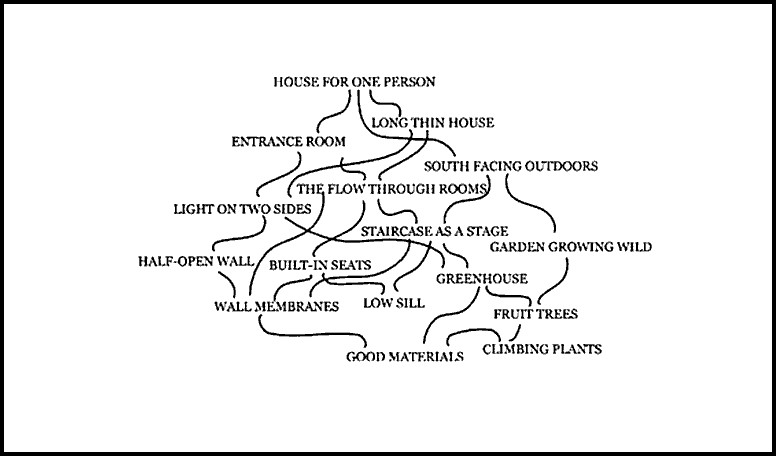 HOUSE FOR ONE PERSON
LONG THIN HOUSE
ENTRANCE ROOM
SOUTH FACING OUTDOORS
THE FLOW THROUGH ROOMS
LIGHT ON TWO SIDES
STAIRCASE AS A STAGE
GARDEN GROWING WILD
HALF-OPEN WALL
BUILT-IN SEATS
GREENHOUSE
WALL MEMBRANES
LOW SILL
FRUIT TREES
GOOD MATERIALS
CLIMBING PLANTS